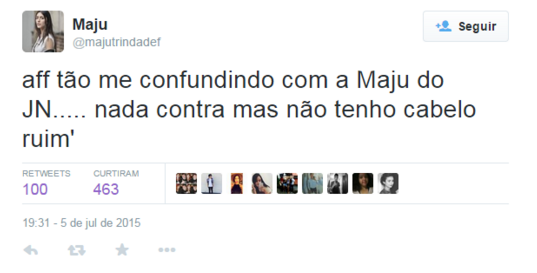 Maju
@majutrindadef
Seguir
aff tão me confundindo com a Maju do
JN..... nada contra mas não tenho cabelo
ruim'
RETWEETS
100
CURTIRAM
463
19:31 - 5 de jul de 2015